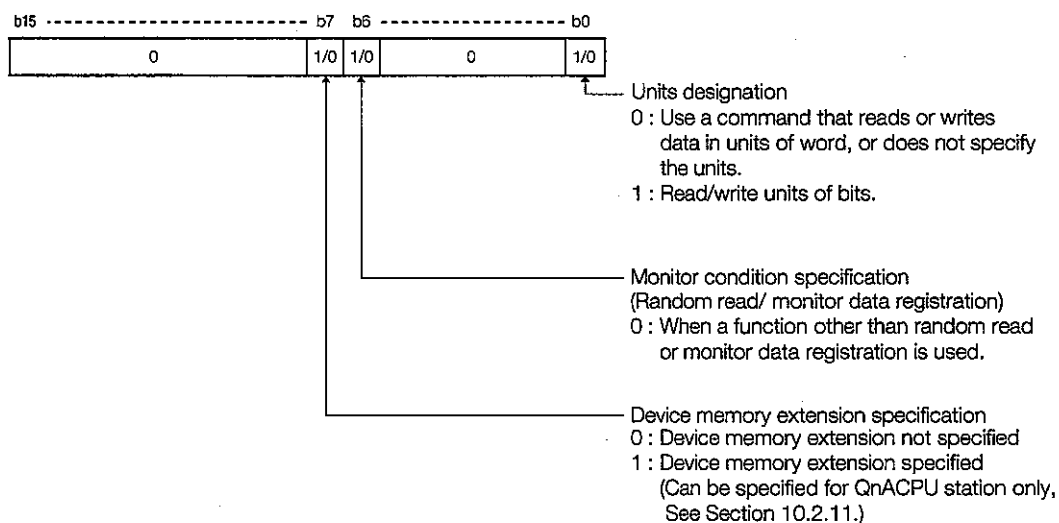 b15 b7 b6 b0
0 1/0 1/0 0 1/0
Units designation
0 : Use a command that reads or writes
data in units of word, or does not specify
the units.
1 : Read/write units of bits.
Monitor condition specification
(Random read/ monitor data registration)
0 : When a function other than random read
or monitor data registration is used.
Device memory extension specification
0 : Device memory extension not specified
1 : Device memory extension specified
(Can be specified for QnACPU station only,
See Section 10.2.11.)